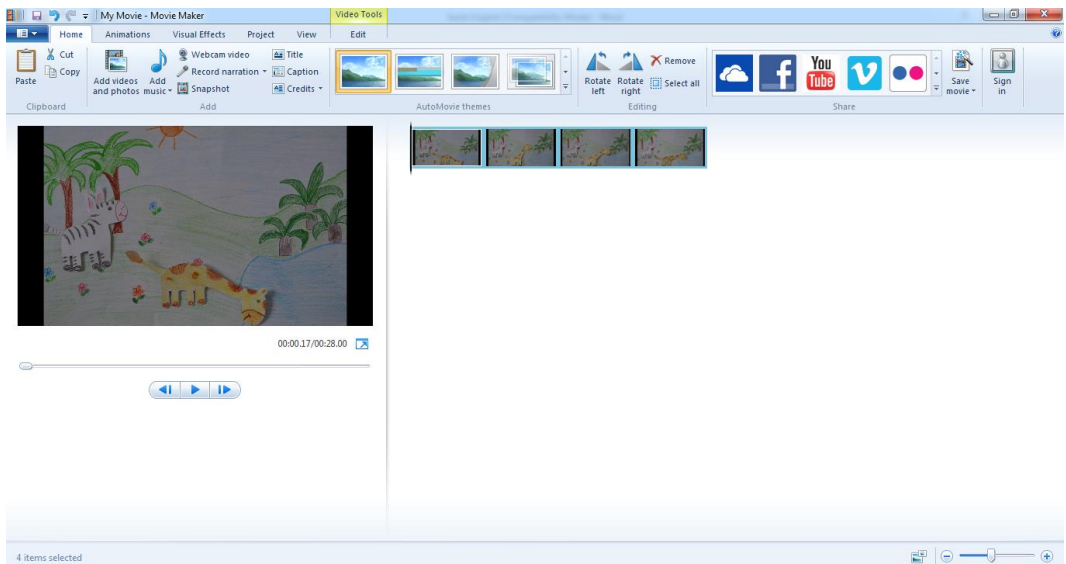 My Movie - Movie Maker
Video Tools
Home Animations Visual Effects Project View Edit
Paste
Cut
Copy
Clipboard
Add videos and photos
Add music
Webcam video
Record narration
Snapshot
Title
Caption
Credits
Add
AutoMovie themes
Rotate left
Rotate right
Remove
Select all
Editing
f
You
Tube
Share
Save movie
Sign in
00:00.17/00:28.00
4 items selected